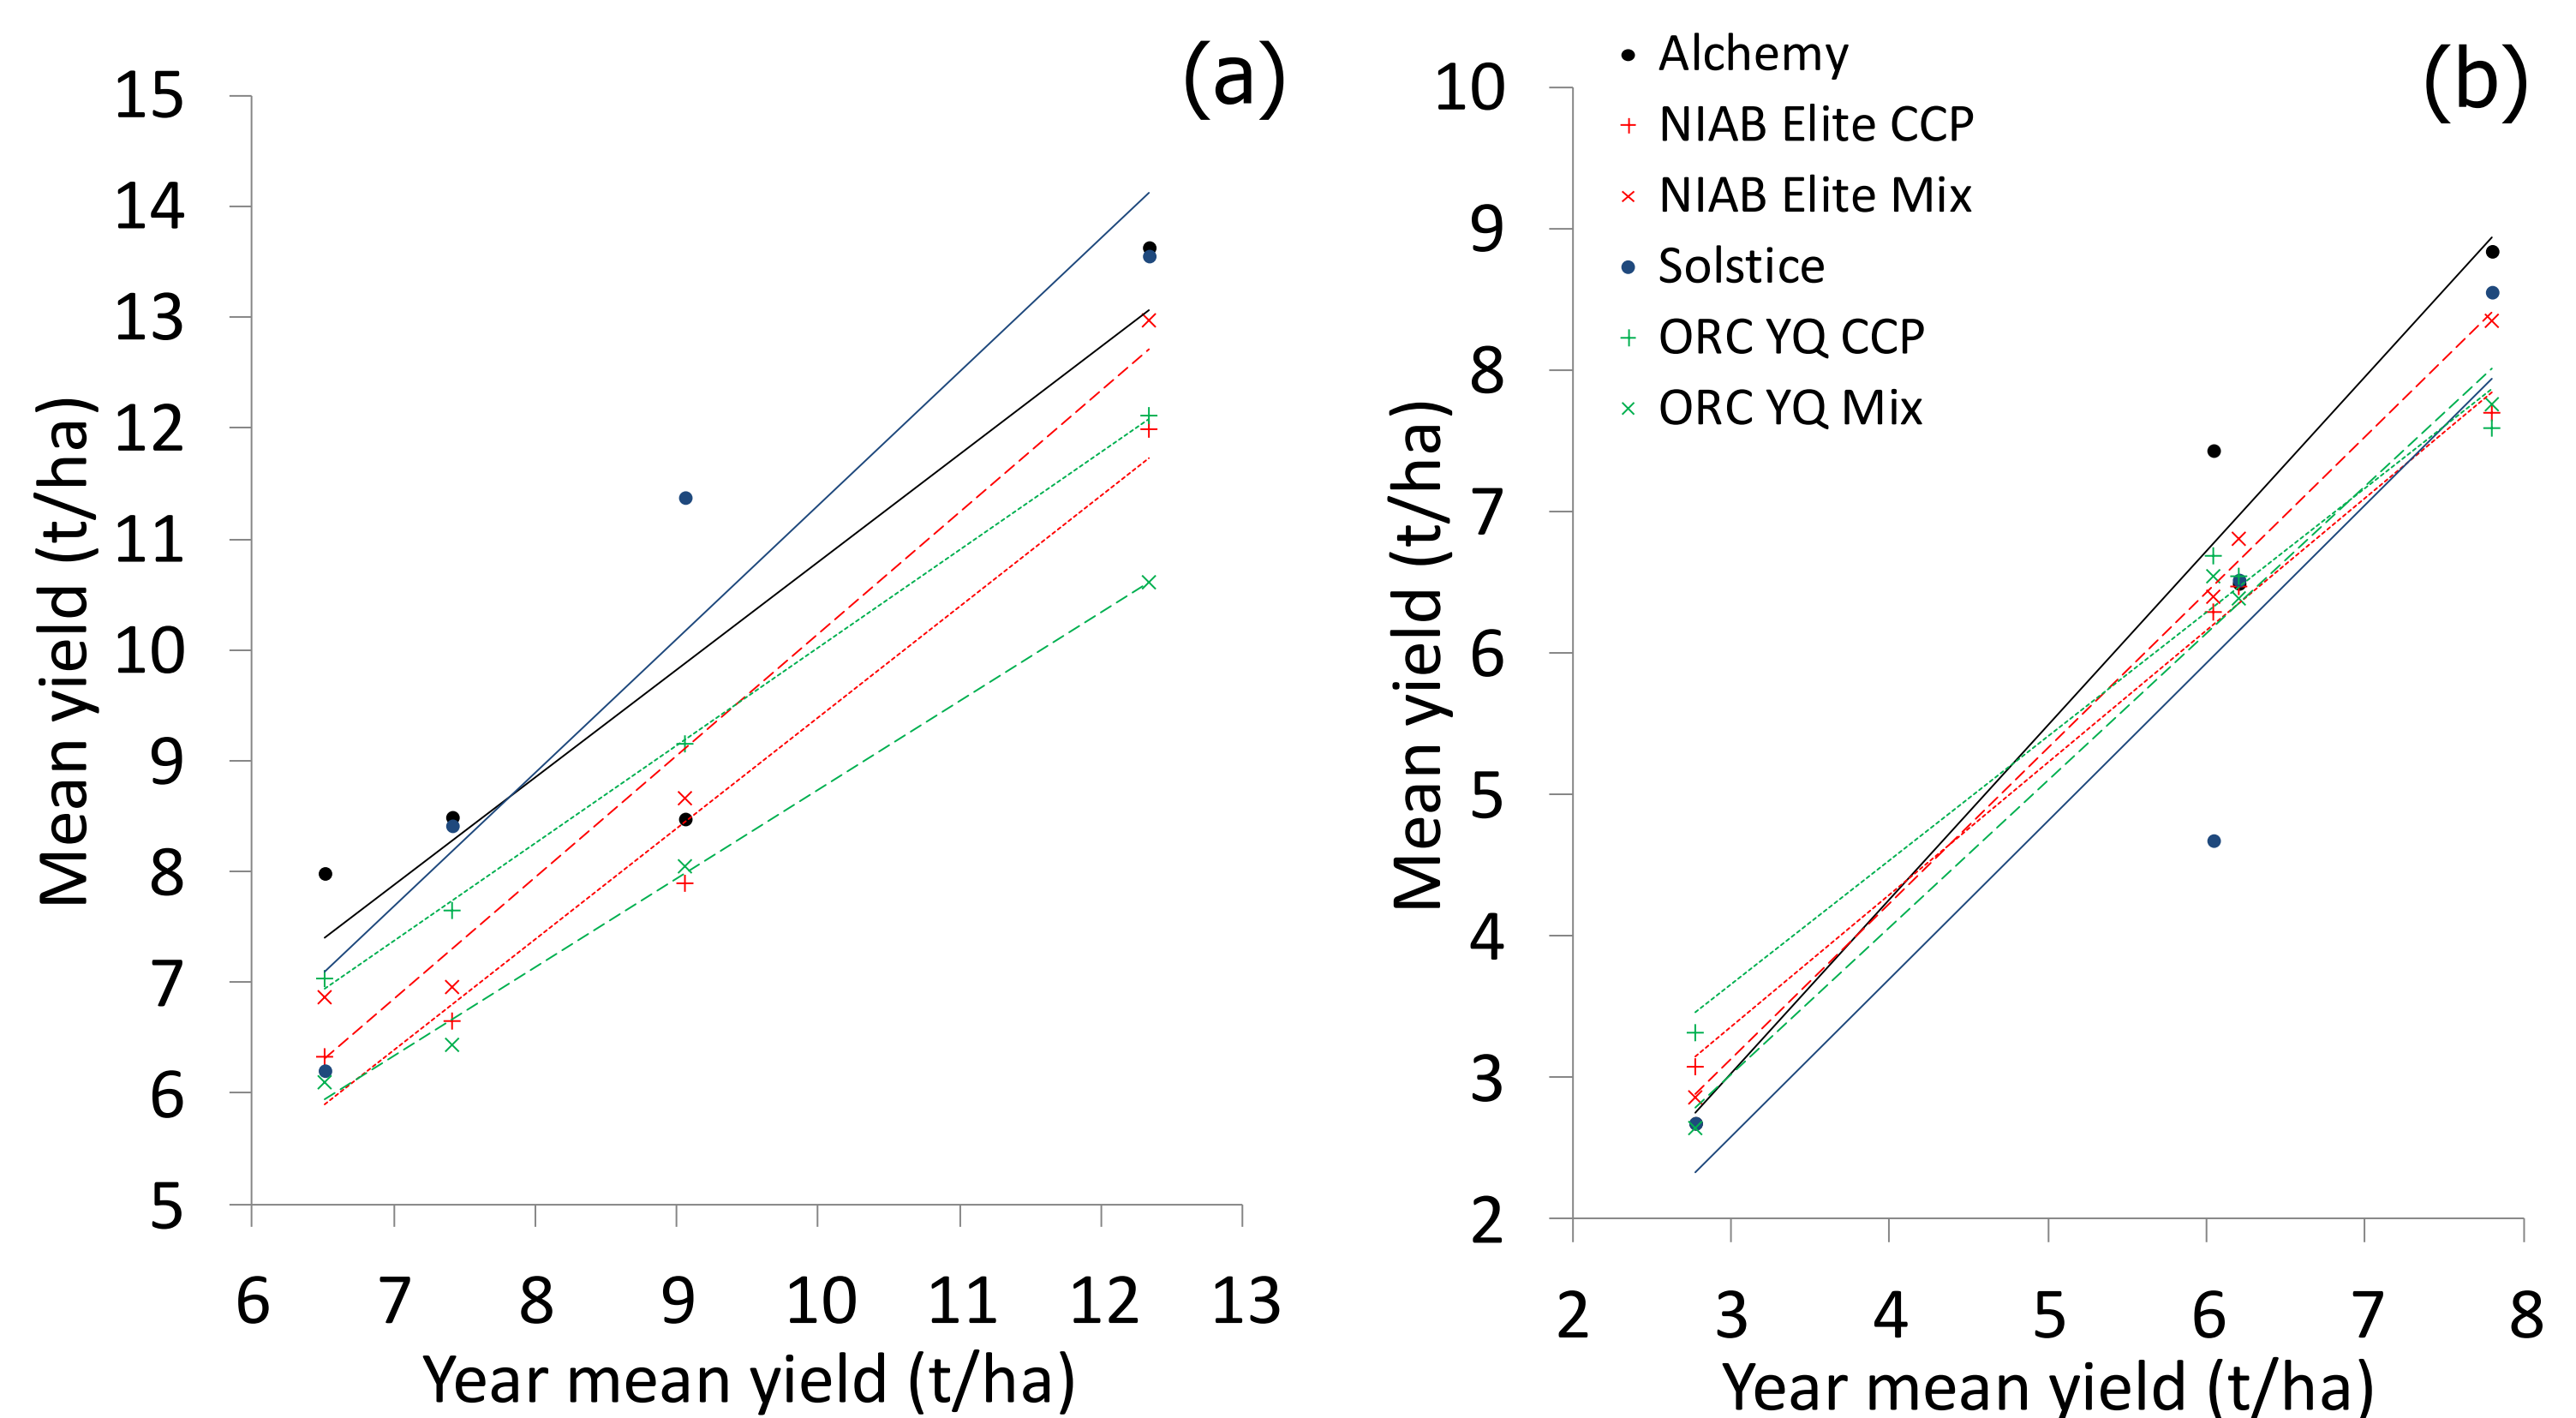 (a)
15
14
13
12
11
10
9
8
7
6
5
Mean yield (t/ha)
6 7 8 9 10 11 12 13
Year mean yield (t/ha)
(b)
Alchemy
NIAB Elite CCP
NIAB Elite Mix
Solstice
ORC YQ CCP
ORC YQ Mix
10
9
8
7
6
5
4
3
2
Mean yield (t/ha)
2 3 4 5 6 7 8
Year mean yield (t/ha)